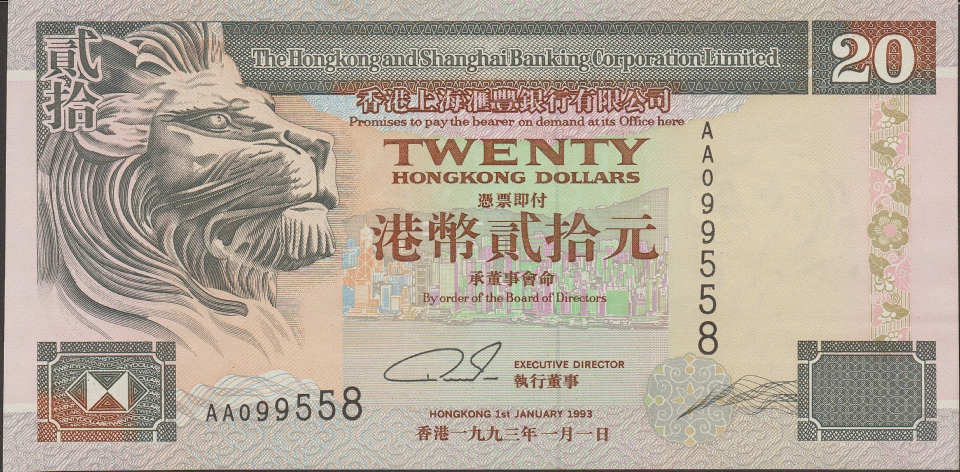 貳拾
The Hongkong and Shanghai Banking Corporation Limited
20
香港上海滙豐銀行有限公司
Promises to pay the bearer on demand at its Office here
TWENTY
HONGKONG DOLLARS
憑票即付
港幣貳拾元
承董事會命
By order of the Board of Directors
AA099558
EXECUTIVE DIRECTOR
執行董事
AA099558
HONGKONG 1st JANUARY 1993
香港一九九三年一月一日